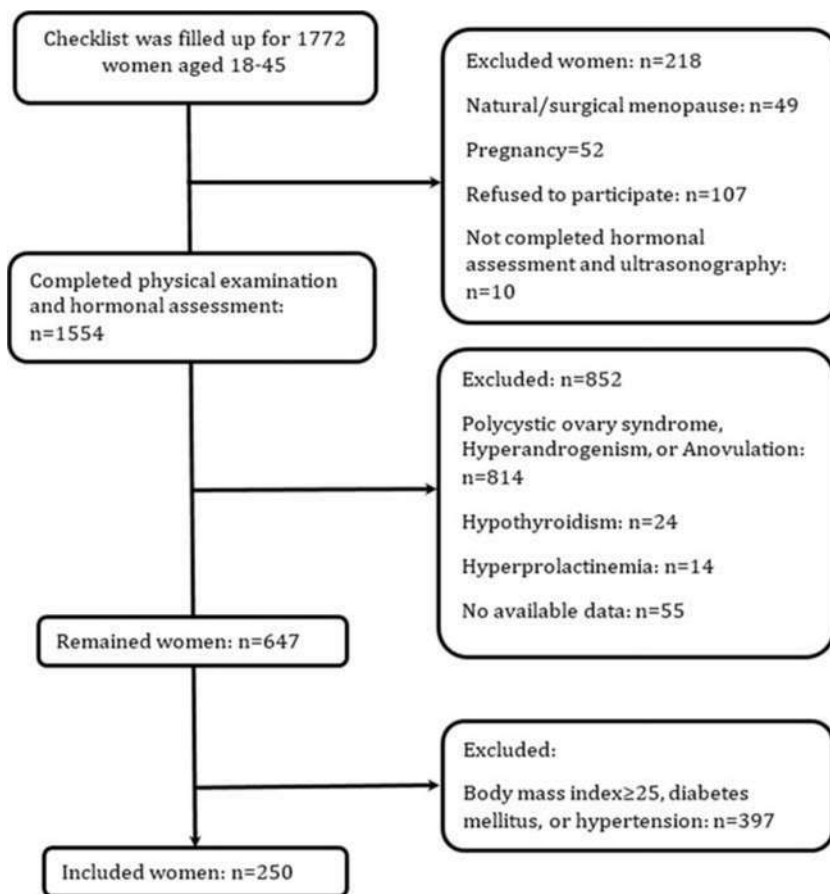 Checklist was filled up for 1772
women aged 18-45
Excluded women: n=218
Natural/surgical menopause: n=49
Pregnancy=52
Refused to participate: n=107
Not completed hormonal
assessment and ultrasonography:
n=10
Completed physical examination
and hormonal assessment:
n=1554
Excluded: n=852
Polycystic ovary syndrome,
Hyperandrogenism, or Anovulation:
n=814
Hypothyroidism: n=24
Hyperprolactinemia: n=14
No available data: n=55
Remained women: n=647
Excluded:
Body mass index≥25, diabetes
mellitus, or hypertension: n=397
Included women: n=250